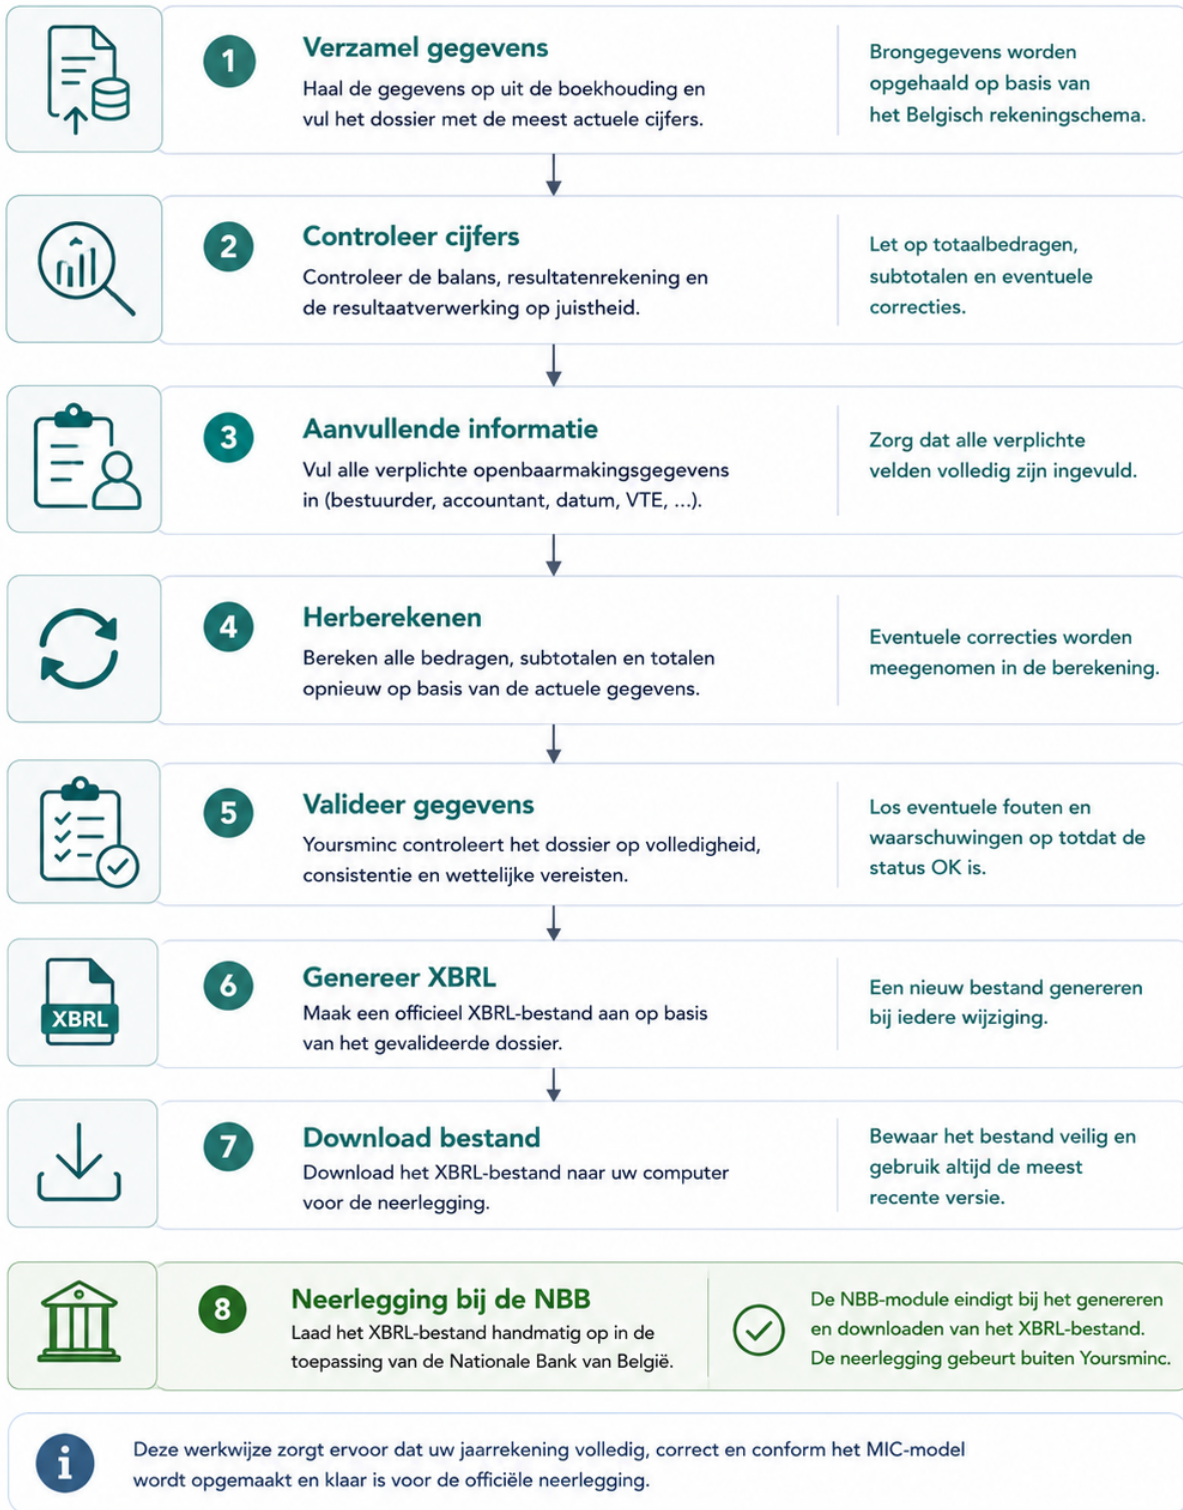 1
Verzamel gegevens
Haal de gegevens op uit de boekhouding en
vul het dossier met de meest actuele cijfers.
Brongegevens worden
opgehaald op basis van
het Belgisch rekeningschema.
2
Controleer cijfers
Controleer de balans, resultatenrekening en
de resultaatverwerking op juistheid.
Let op totaalbedragen,
subtotalen en eventuele
correcties.
3
Aanvullende informatie
Vul alle verplichte openbaarmakingsgegevens
in (bestuurder, accountant, datum, VTE, ...).
Zorg dat alle verplichte
velden volledig zijn ingevuld.
4
Herberekenen
Bereken alle bedragen, subtotalen en totalen
opnieuw op basis van de actuele gegevens.
Eventuele correcties worden
meegenomen in de berekening.
5
Valideer gegevens
Yoursminc controleert het dossier op volledigheid,
consistentie en wettelijke vereisten.
Los eventuele fouten en
waarschuwingen op totdat de
status OK is.
XBRL
6
Genereer XBRL
Maak een officieel XBRL-bestand aan op basis
van het gevalideerde dossier.
Een nieuw bestand genereren
bij iedere wijziging.
7
Download bestand
Download het XBRL-bestand naar uw computer
voor de neerlegging.
Bewaar het bestand veilig en
gebruik altijd de meest
recente versie.
8
Neerlegging bij de NBB
Laad het XBRL-bestand handmatig op in de
toepassing van de Nationale Bank van België.
De NBB-module eindigt bij het genereren
en downloaden van het XBRL-bestand.
De neerlegging gebeurt buiten Yoursminc.
i
Deze werkwijze zorgt ervoor dat uw jaarrekening volledig, correct en conform het MIC-model
wordt opgemaakt en klaar is voor de officiële neerlegging.